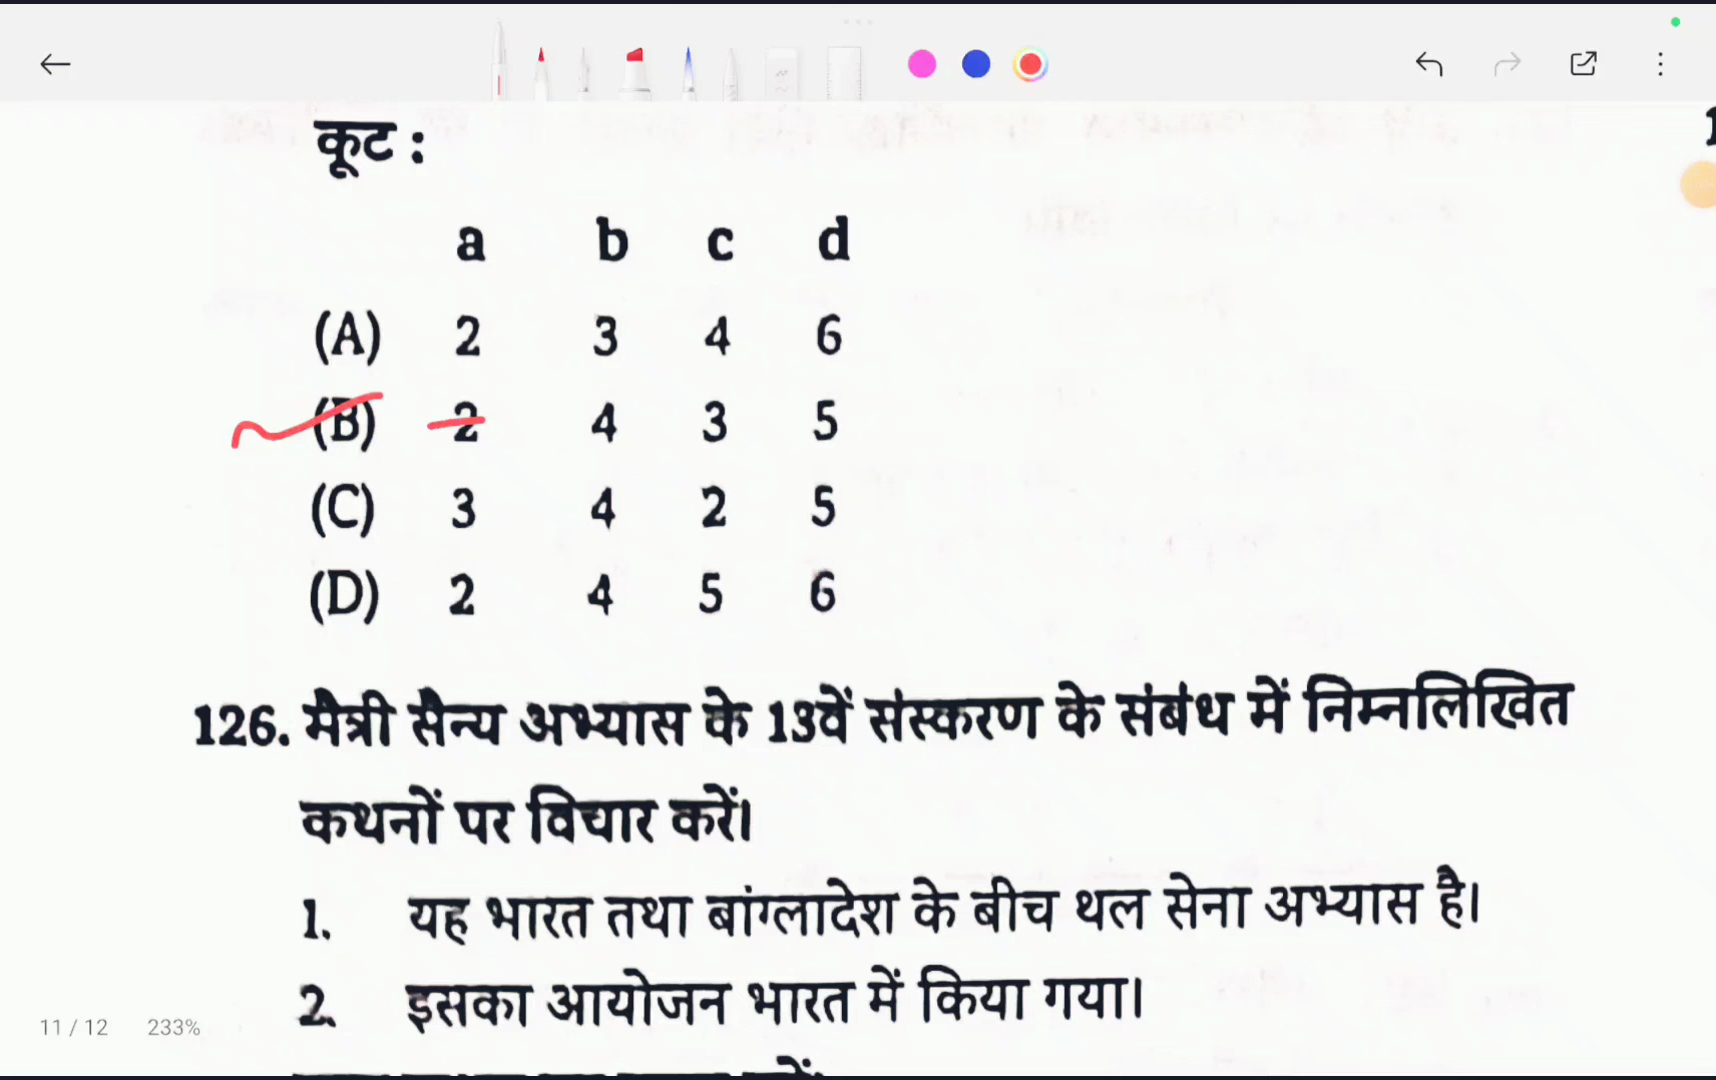 कूट :
a b c d
(A) 2 3 4 6
(B) 2 4 3 5
(C) 3 4 2 5
(D) 2 4 5 6
126. मैत्री सैन्य अभ्यास के 13वें संस्करण के संबंध में निम्नलिखित
कथनों पर विचार करें।
1. यह भारत तथा बांग्लादेश के बीच थल सेना अभ्यास है।
2. इसका आयोजन भारत में किया गया।
11 / 12 233%